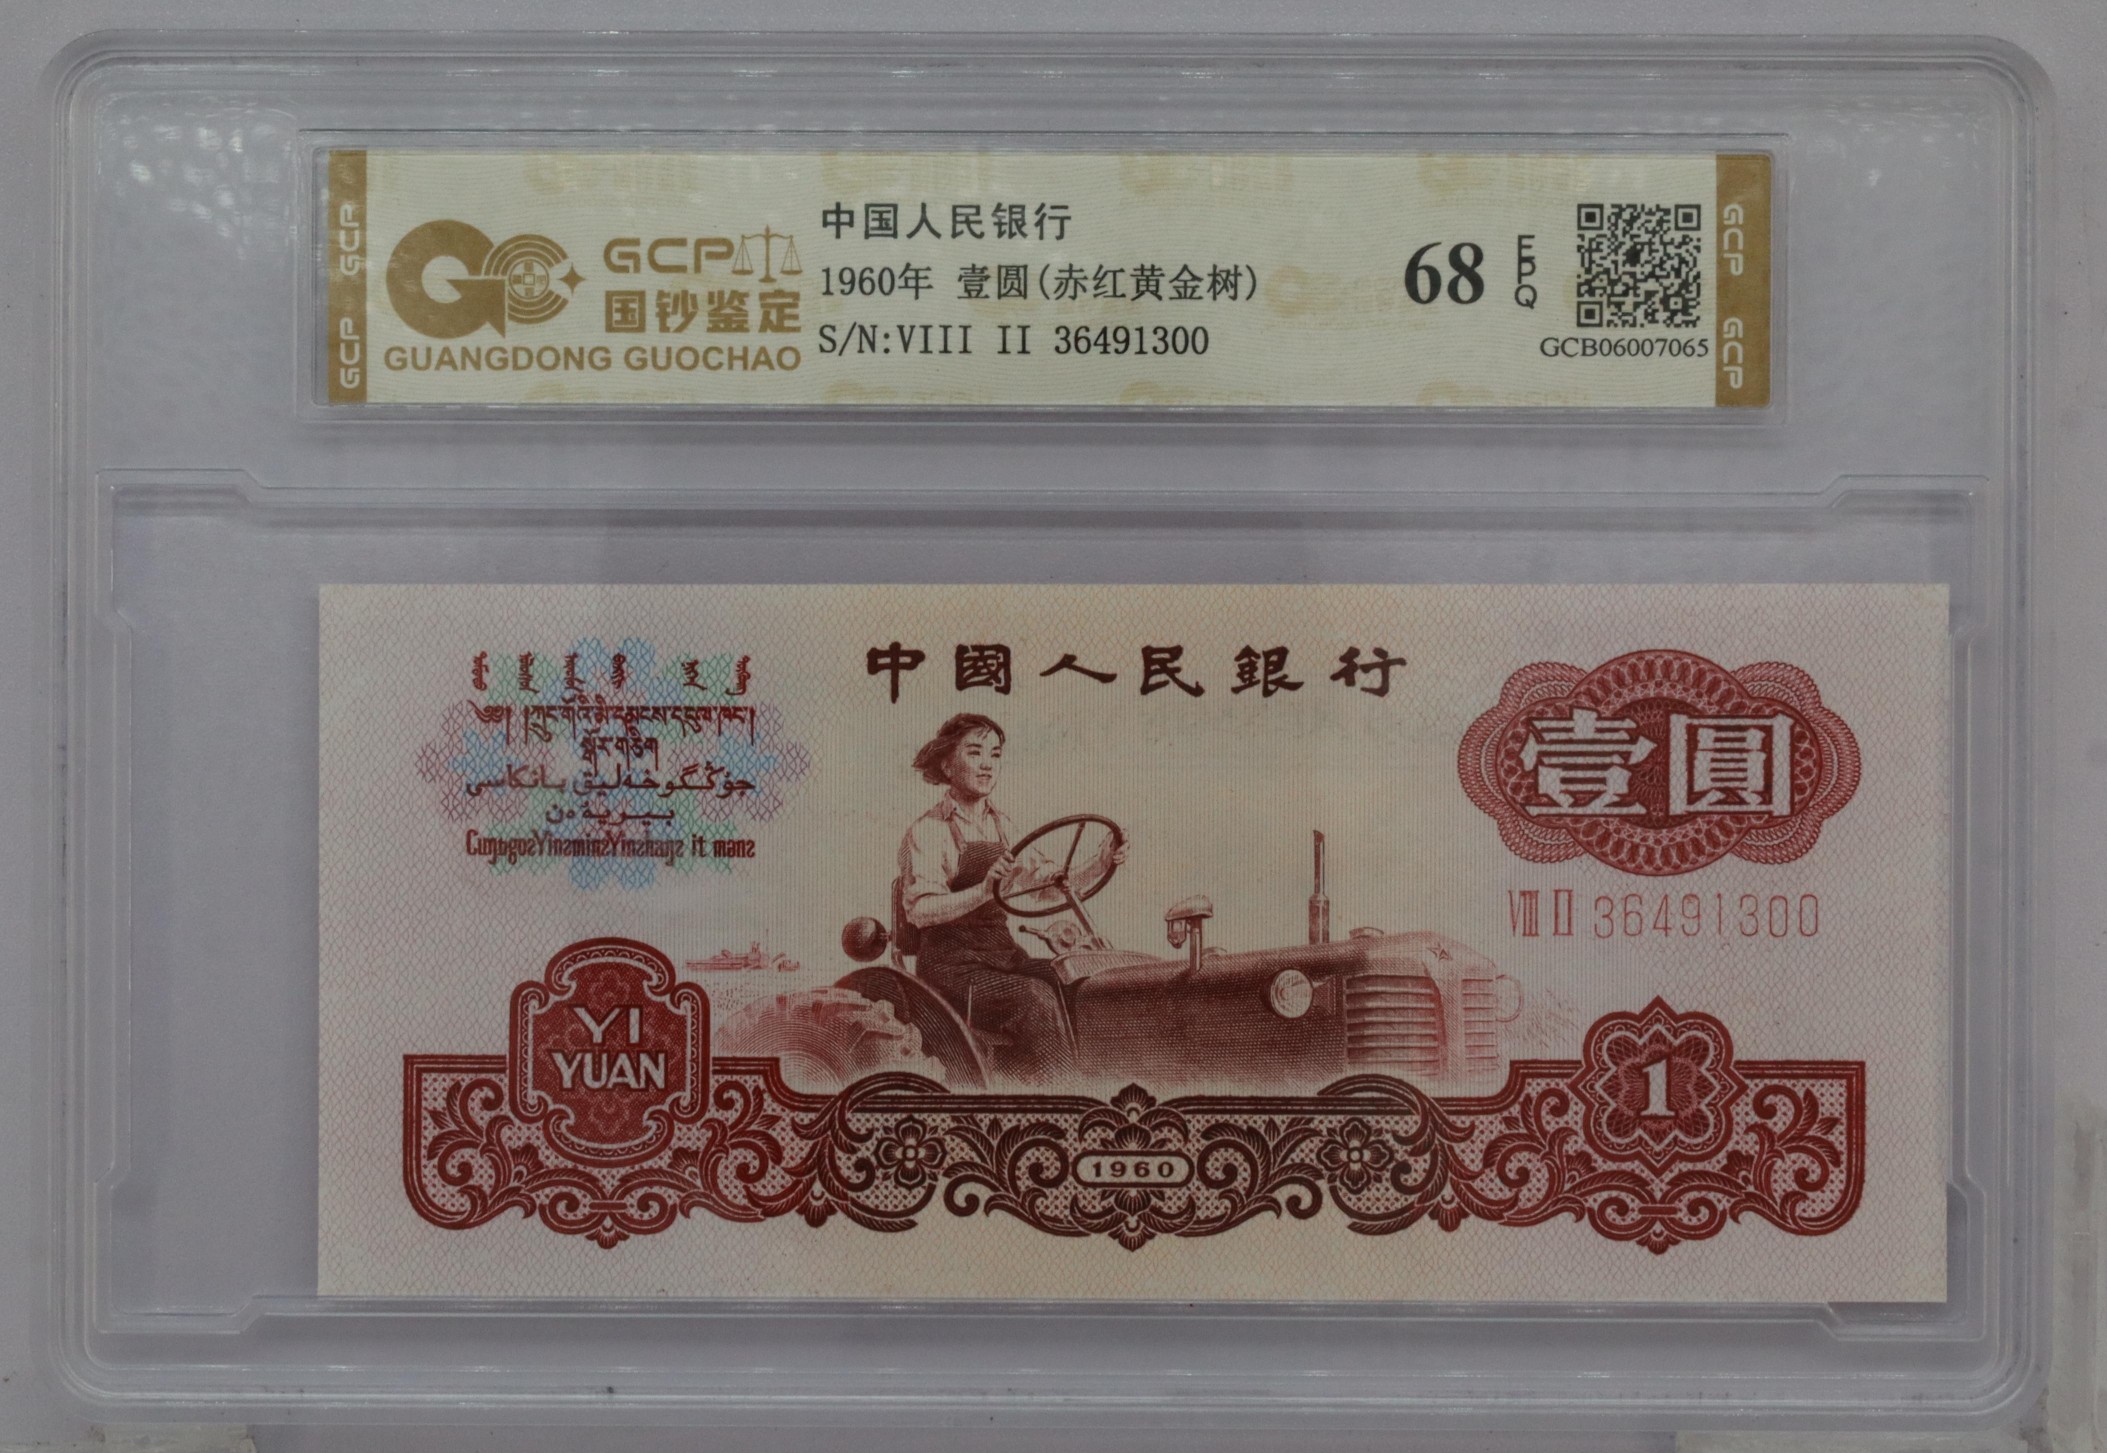 GCP GCP
GCP
国钞鉴定
GUANGDONG GUOCHAO
中国人民银行
1960年 壹圆(赤红黄金树)
S/N:VIII II 36491300
68
EPQ
GCB06007065
GCP GCP
中國人民銀行
壹圓
VIII II 36491300
YI
YUAN
1
1960